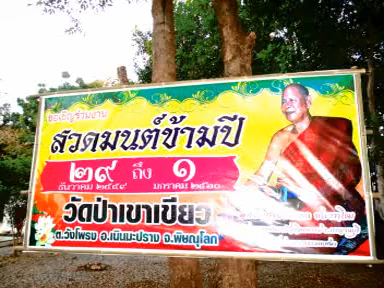 ขอเชิญร่วมงาน
สวดมนต์ข้ามปี
๒๙ ถึง ๑
ธันวาคม ๒๕๕๙ มกราคม ๒๕๖๐
วัดป่าเขาเขียว
ต.วังโพรง อ.เนินมะปราง จ.พิษณุโลก